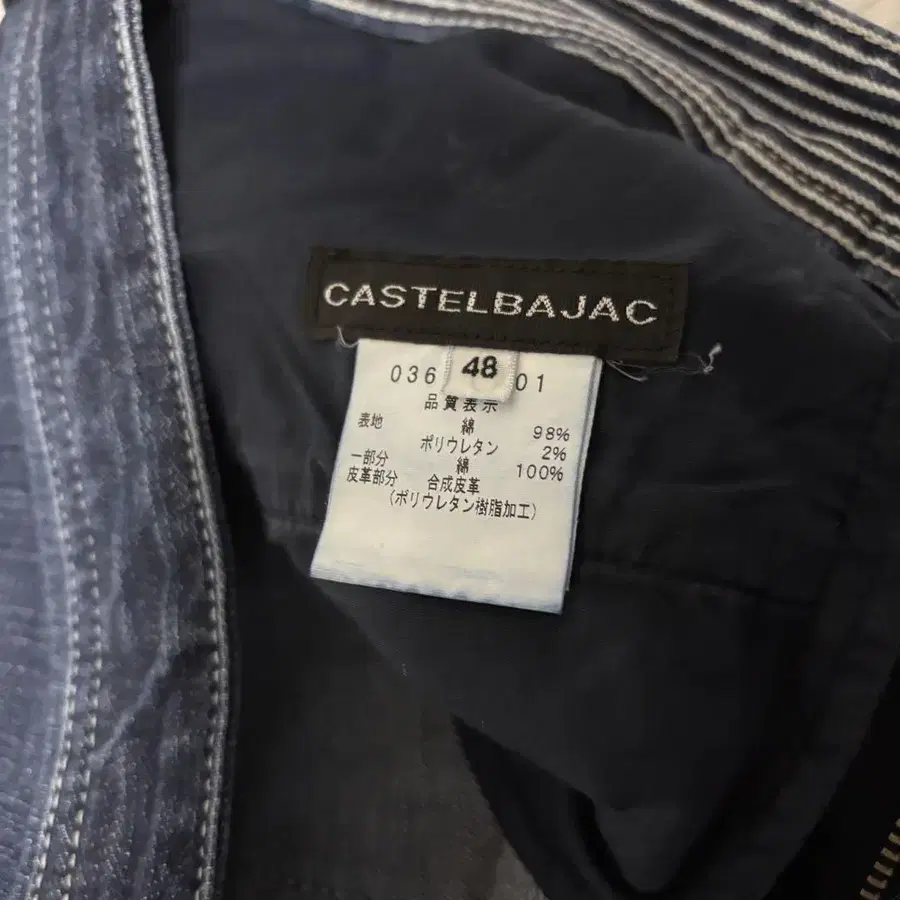 CASTELBAJAC
036 48 01
品質表示
表地 綿 98%
ポリウレタン 2%
一部分 綿 100%
皮革部分 合成皮革
(ポリウレタン樹脂加工)